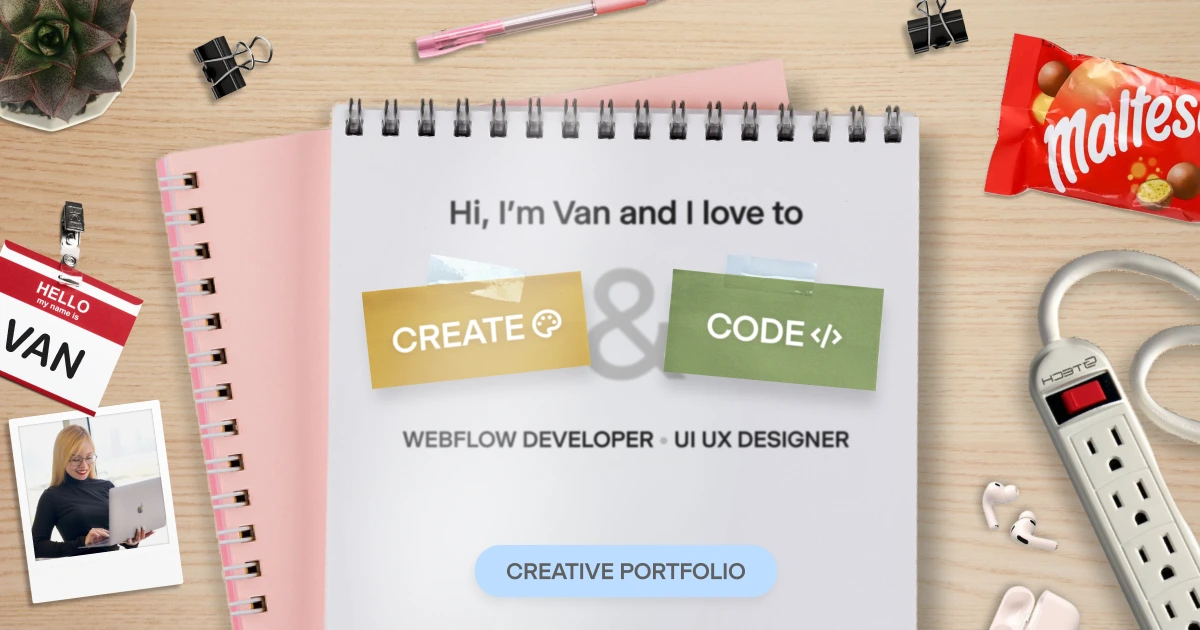 Hi, I'm Van and I love to
CREATE
&
CODE </>
WEBFLOW DEVELOPER • UI UX DESIGNER
CREATIVE PORTFOLIO
HELLO
my name is
VAN
Maltes